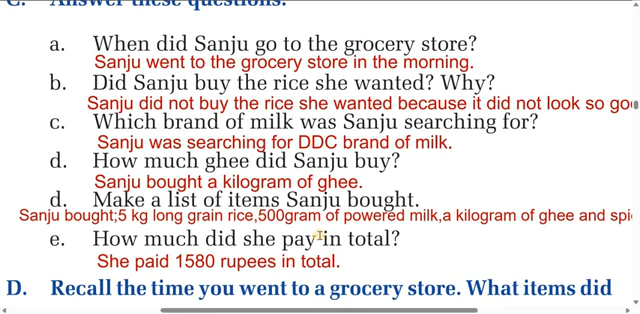 C. Answer these questions.
a. When did Sanju go to the grocery store?
Sanju went to the grocery store in the morning.
b. Did Sanju buy the rice she wanted? Why?
Sanju did not buy the rice she wanted because it did not look so
c. Which brand of milk was Sanju searching for?
Sanju was searching for DDC brand of milk.
d. How much ghee did Sanju buy?
Sanju bought a kilogram of ghee.
d. Make a list of items Sanju bought.
Sanju bought;5 kg long grain rice,500gram of powered milk,a kilogram of ghee and
e. How much did she pay in total?
She paid 1580 rupees in total.
D. Recall the time you went to a grocery store. What items did